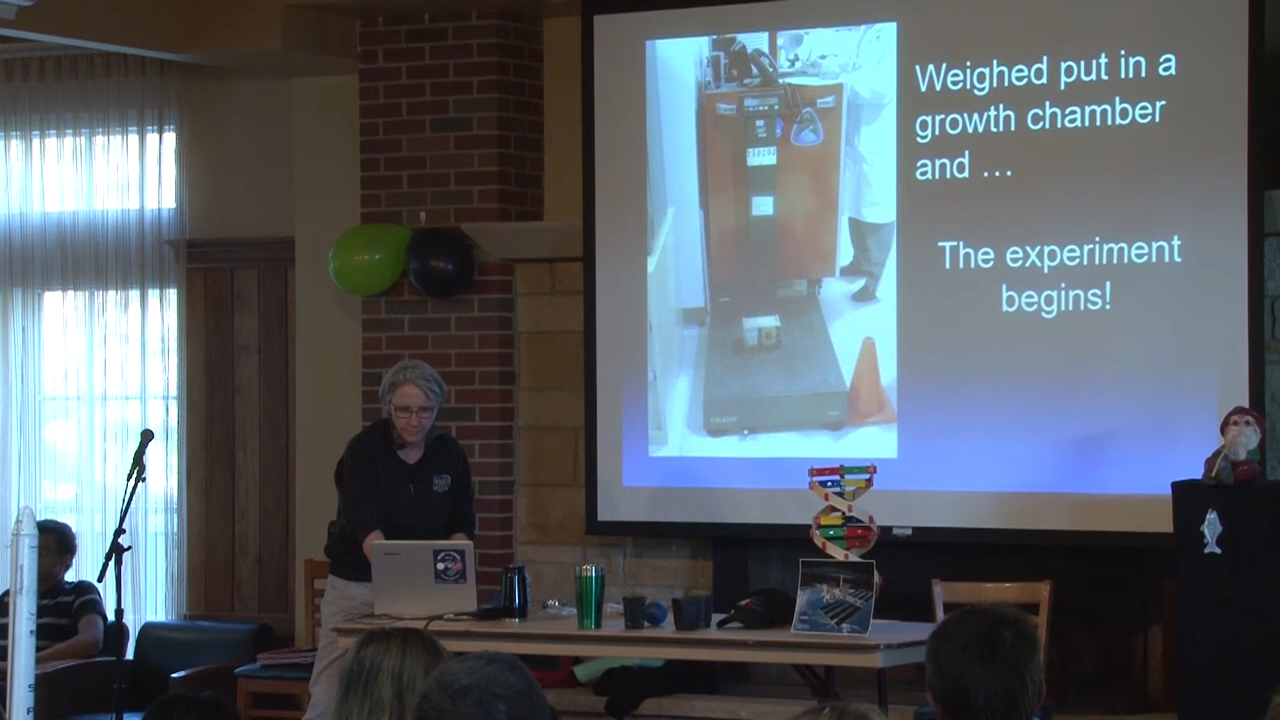 Weighed put in a
growth chamber
and …
The experiment
begins!